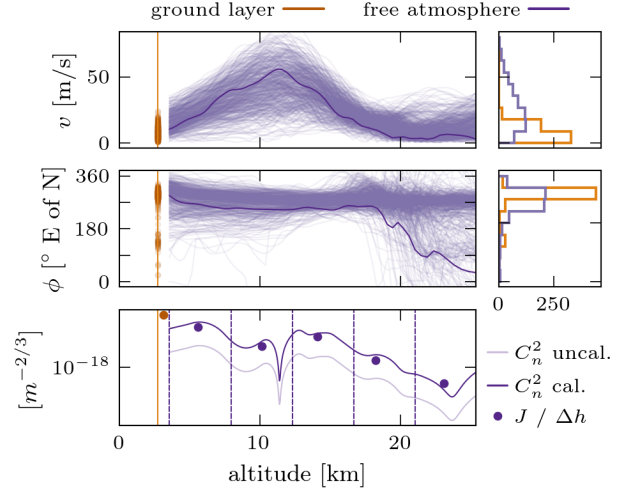 ground layer
free atmosphere
v [m/s]
50
0
ϕ [° E of N]
360
180
0
0
250
[m^{-2/3}]
10^{-18}
C_n^2 uncal.
C_n^2 cal.
J / Δh
0
10
20
altitude [km]